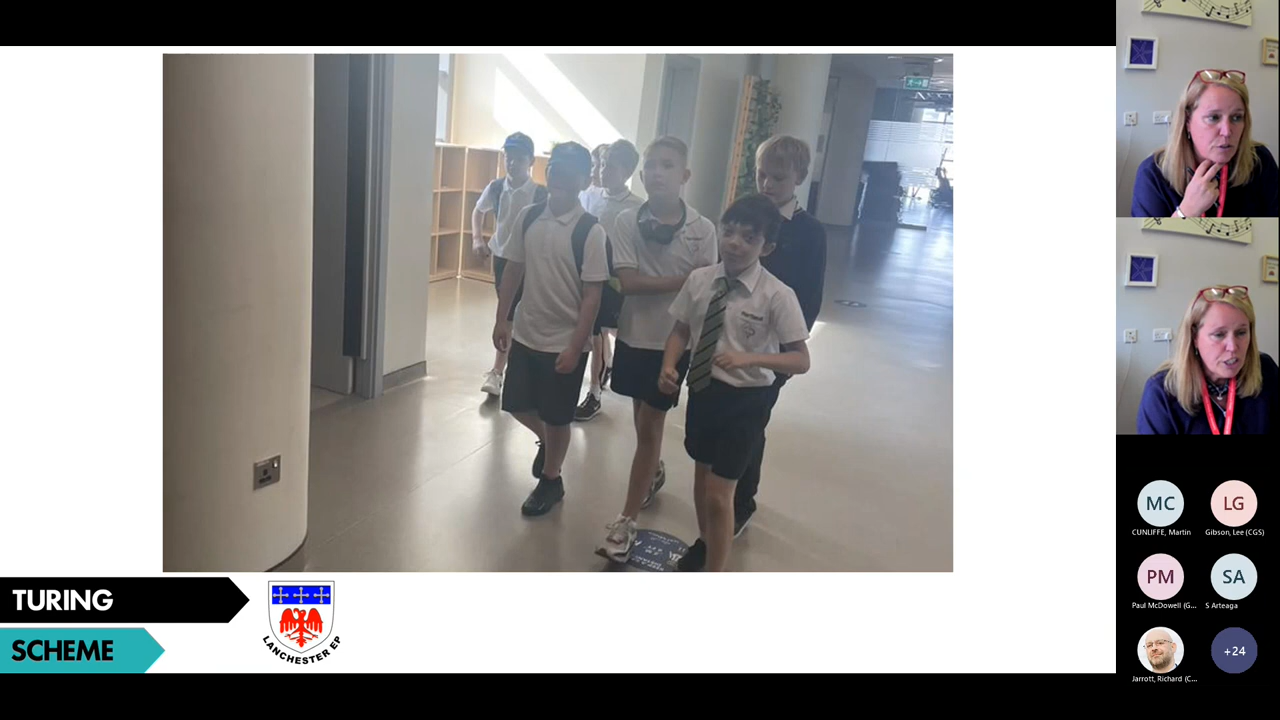 TURING
SCHEME
LANCHESTER EP
MC
CUNLIFFE, Martin
LG
Gibson, Lee (CGS)
PM
Paul McDowell (G...
SA
S Arteaga
Jarrott, Richard (C...
+24